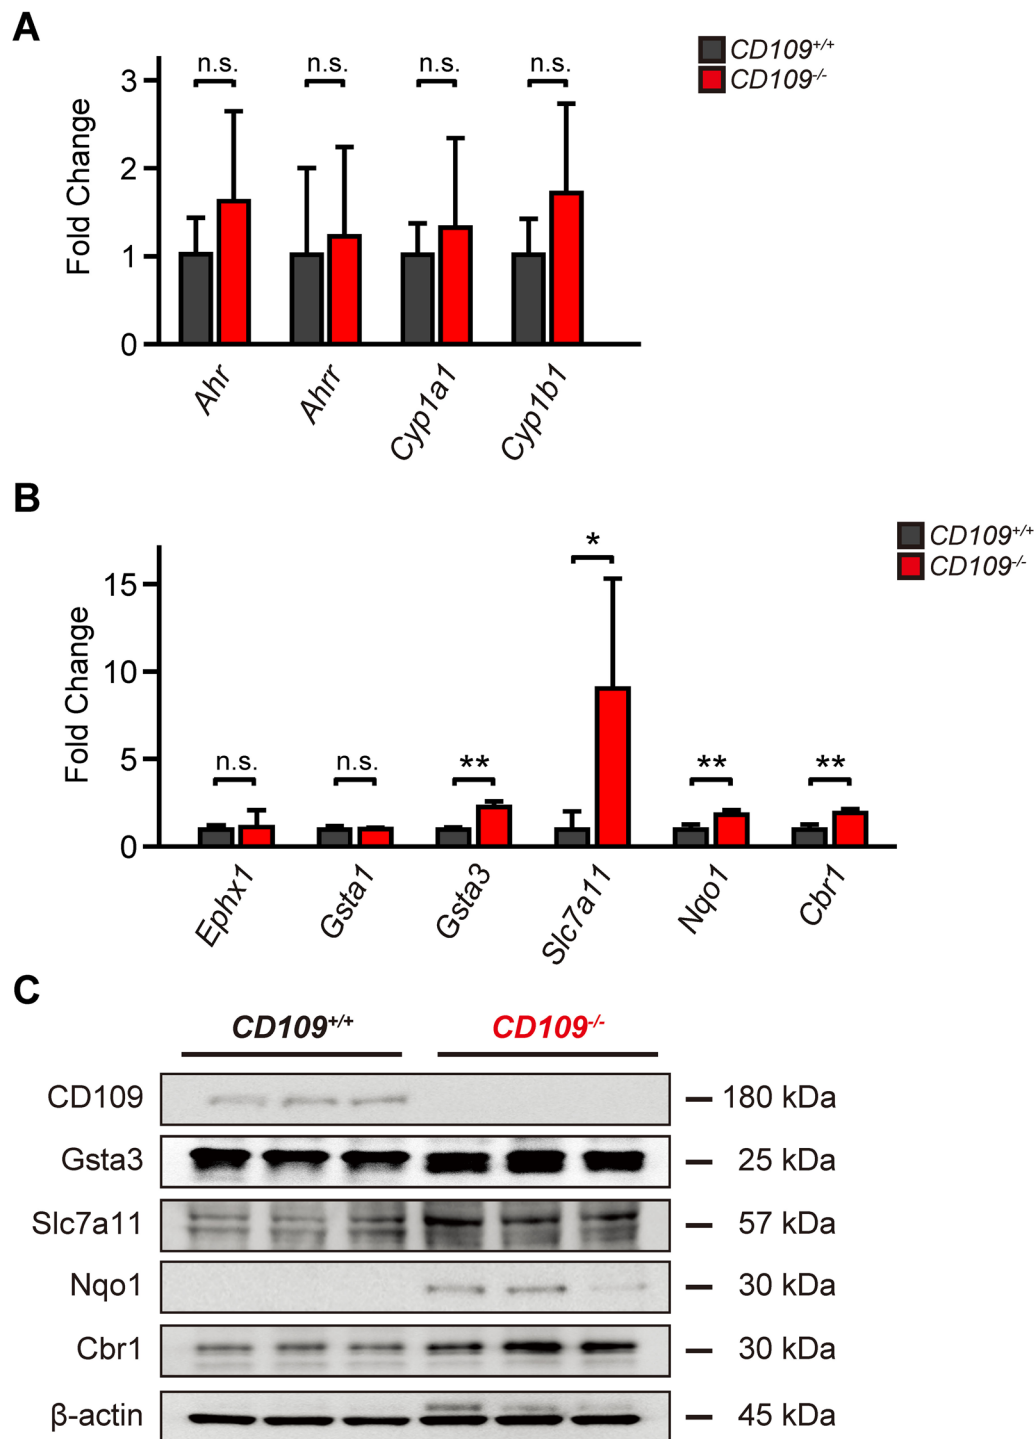 A
CD109+/+
CD109-/-
n.s. n.s. n.s. n.s.
Fold Change
3
2
1
0
Ahr Ahrr Cyp1a1 Cyp1b1
B
CD109+/+
CD109-/-
*
n.s. n.s. ** ** **
Fold Change
15
10
5
0
Ephx1 Gsta1 Gsta3 Slc7a11 Nqo1 Cbr1
C
CD109+/+ CD109-/-
CD109 180 kDa
Gsta3 25 kDa
Slc7a11 57 kDa
Nqo1 30 kDa
Cbr1 30 kDa
β-actin 45 kDa